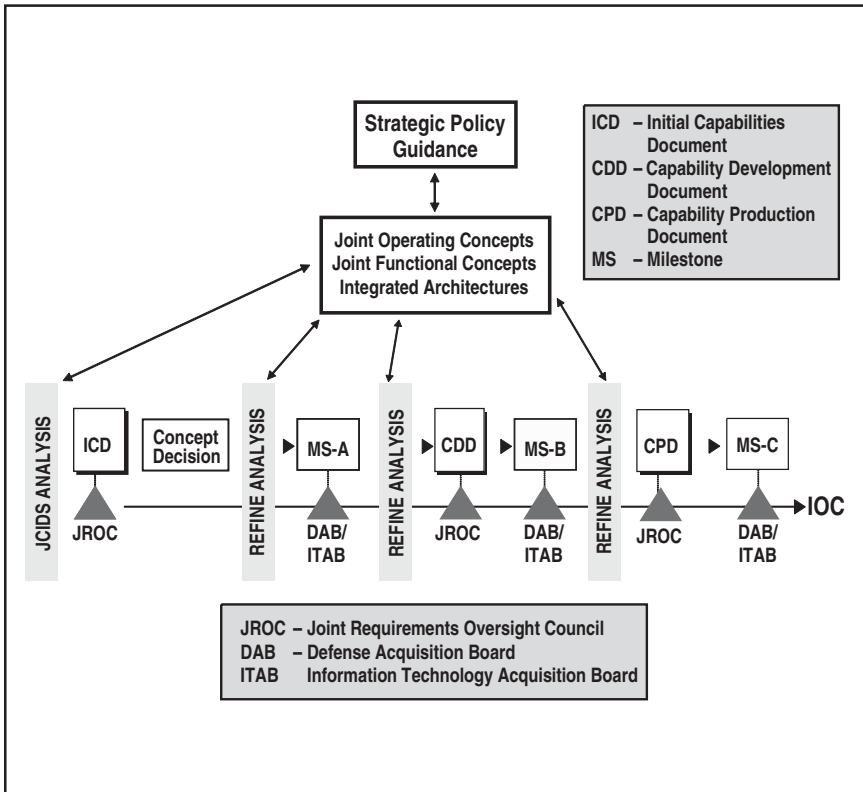 Strategic Policy
Guidance
ICD – Initial Capabilities
Document
CDD – Capability Development
Document
CPD – Capability Production
Document
MS – Milestone
Joint Operating Concepts
Joint Functional Concepts
Integrated Architectures
JCIDS ANALYSIS
ICD
JROC
Concept
Decision
REFINE ANALYSIS
MS-A
DAB/
ITAB
REFINE ANALYSIS
CDD
JROC
MS-B
DAB/
ITAB
REFINE ANALYSIS
CPD
JROC
MS-C
DAB/
ITAB
IOC
JROC – Joint Requirements Oversight Council
DAB – Defense Acquisition Board
ITAB Information Technology Acquisition Board